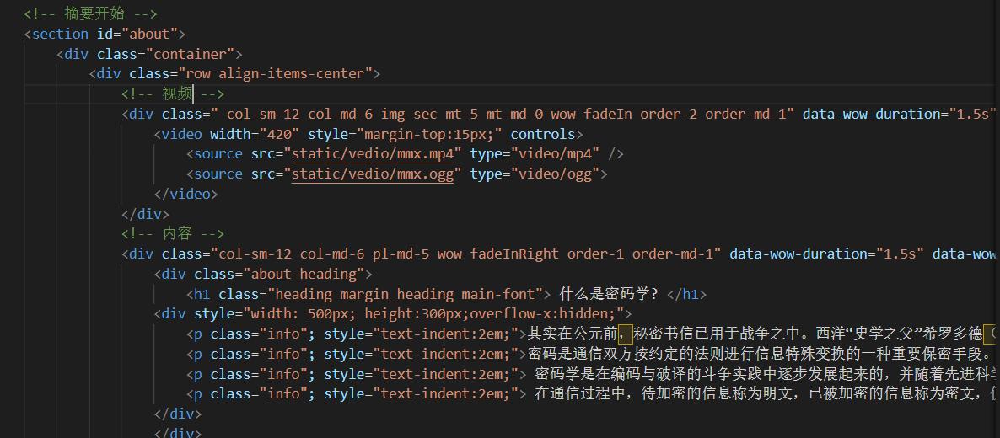 <!-- 摘要开始 -->
<section id="about">
<div class="container">
<div class="row align-items-center">
<!-- 视频 -->
<div class=" col-sm-12 col-md-6 img-sec mt-5 mt-md-0 wow fadeIn order-2 order-md-1" data-wow-duration="1.5s"
<video width="420" style="margin-top:15px;" controls>
<source src="static/vedio/mmx.mp4" type="video/mp4" />
<source src="static/vedio/mmx.ogg" type="video/ogg">
</video>
</div>
<!-- 内容 -->
<div class="col-sm-12 col-md-6 pl-md-5 wow fadeInRight order-1 order-md-1" data-wow-duration="1.5s" data-wow
<div class="about-heading">
<h1 class="heading margin_heading main-font"> 什么是密码学? </h1>
<div style="width: 500px; height:300px;overflow-x:hidden;">
<p class="info"; style="text-indent:2em;">其实在公元前，秘密书信已用于战争之中。西洋“史学之父”希罗多德（
<p class="info"; style="text-indent:2em;">密码是通信双方按约定的法则进行信息特殊变换的一种重要保密手段。
<p class="info"; style="text-indent:2em;"> 密码学是在编码与破译的斗争实践中逐步发展起来的，并随着先进科学
<p class="info"; style="text-indent:2em;"> 在通信过程中，待加密的信息称为明文，已被加密的信息称为密文，
</div>
</div>